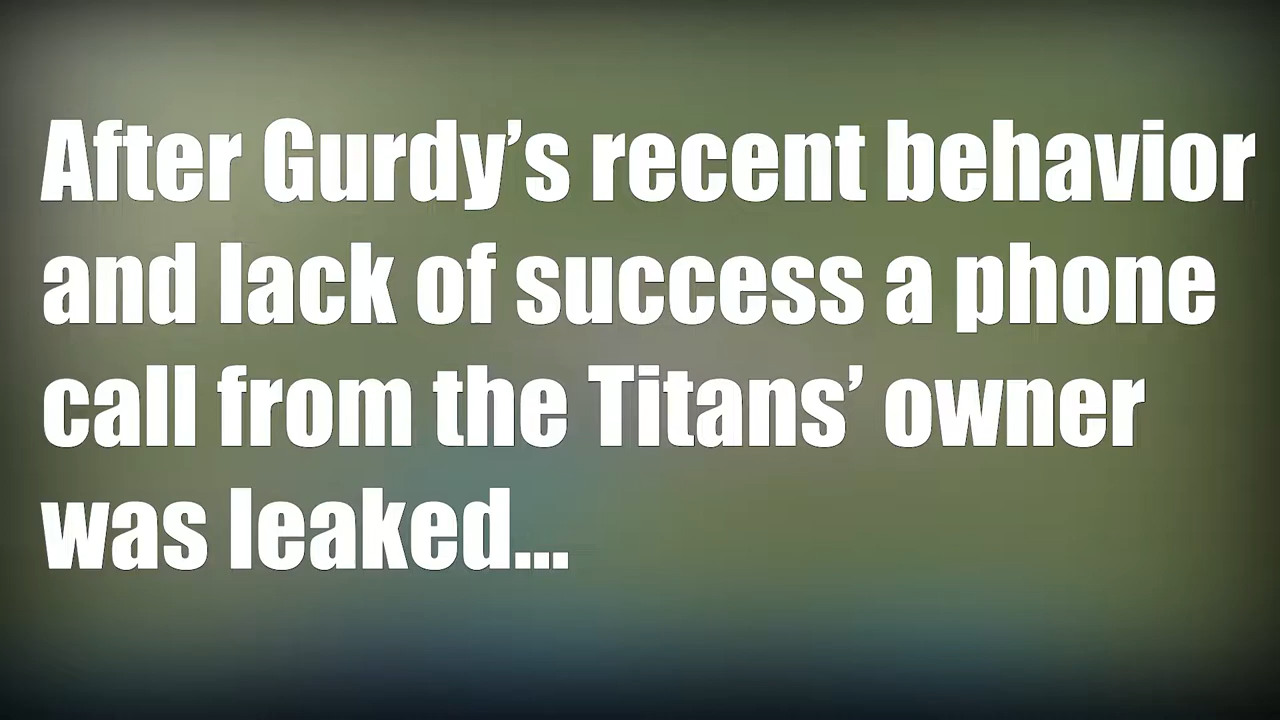 After Gurdy’s recent behavior
and lack of success a phone
call from the Titans’ owner
was leaked...